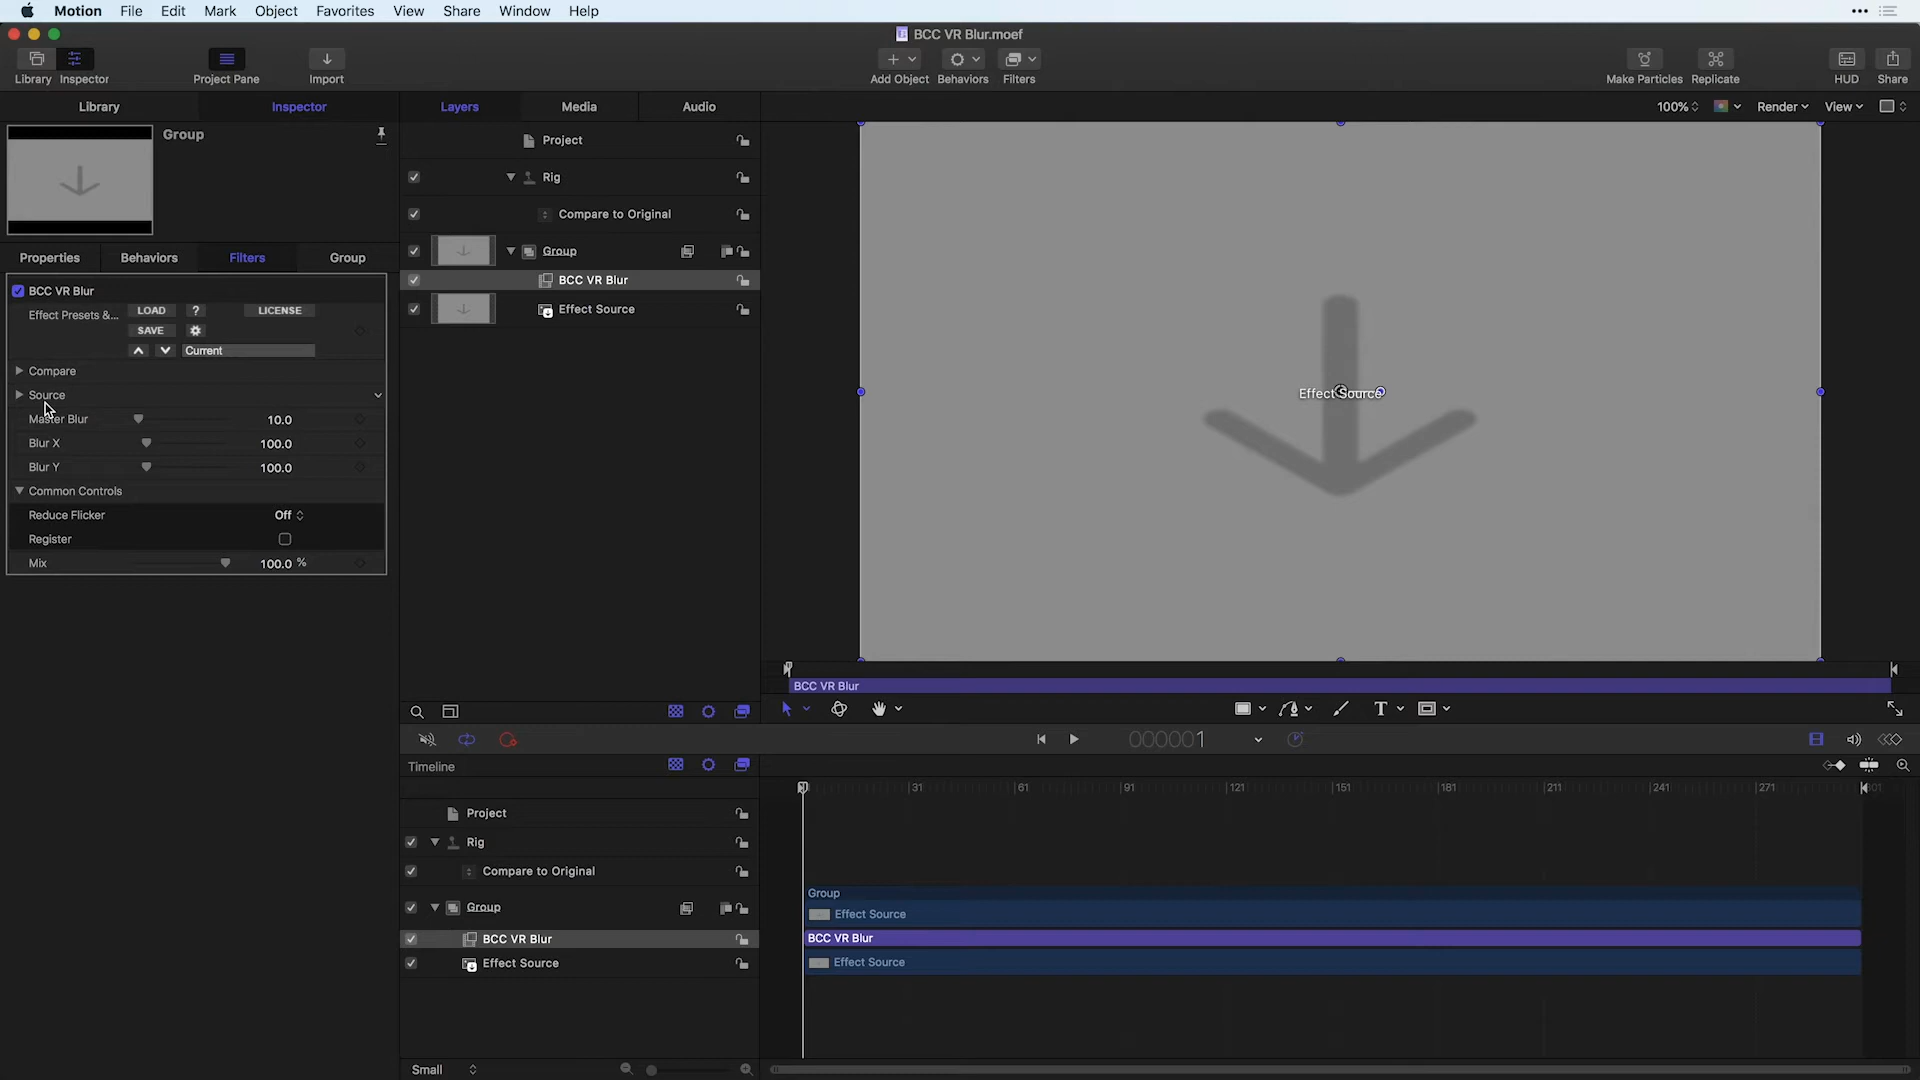 Motion File Edit Mark Object Favorites View Share Window Help
BCC VR Blur.moef
Library Inspector Project Pane Import Add Object Behaviors Filters Make Particles Replicate HUD Share
Library Inspector Layers Media Audio 100% Render View
Group
Project
Rig
Compare to Original
Group
BCC VR Blur
Effect Source
Properties Behaviors Filters Group
BCC VR Blur
Effect Presets &... LOAD ? LICENSE
SAVE
Current
Compare
Source
Master Blur 10.0
Blur X 100.0
Blur Y 100.0
Common Controls
Reduce Flicker Off
Register
Mix 100.0 %
Effect Source
BCC VR Blur
T
000001
Timeline
31 61 91 121 151 181 211 241 271 301
Project
Rig
Compare to Original
Group
BCC VR Blur
Effect Source
Group
Effect Source
BCC VR Blur
Effect Source
Small